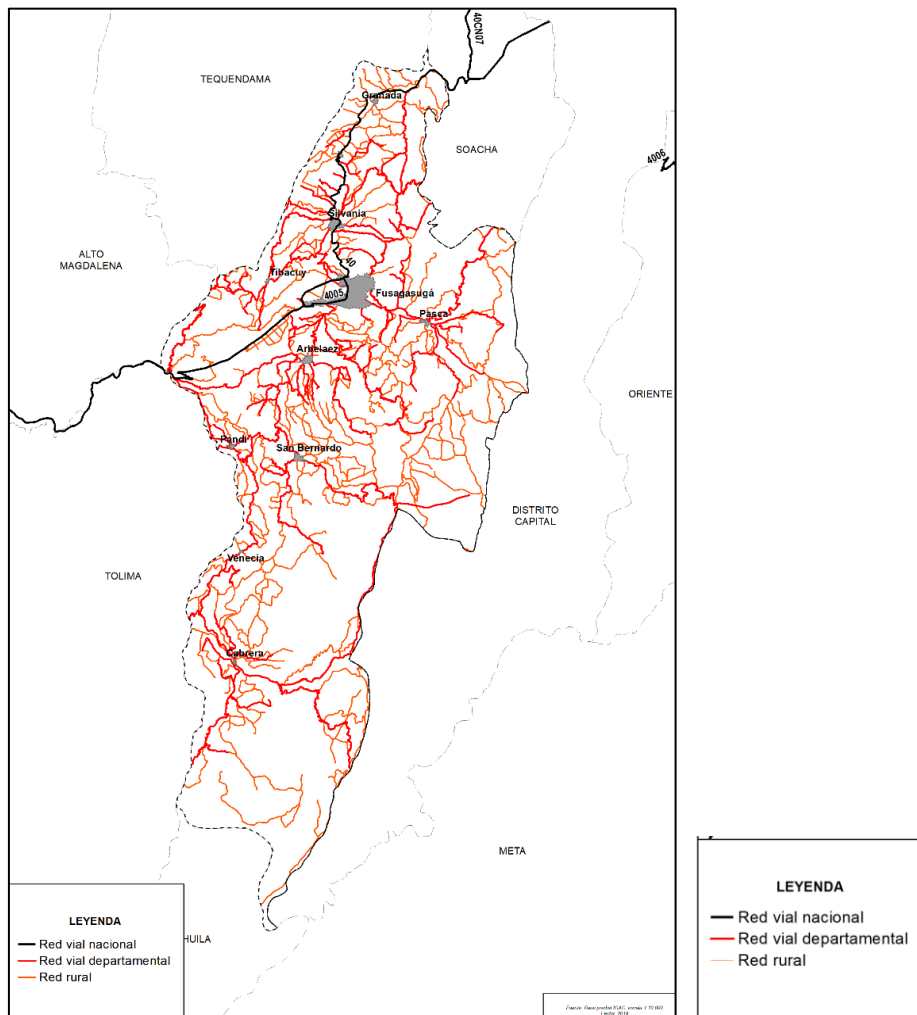 40CN07
TEQUENDAMA
Granada
SOACHA
4006
Silvania
ALTO
MAGDALENA
40
Tibacuy
4005
Fusagasugá
Pasca
Arbelaez
ORIENTE
Pandi
San Bernardo
DISTRITO
CAPITAL
Venecia
TOLIMA
Cabrera
META
HUILA
LEYENDA
Red vial nacional
Red vial departamental
Red rural
LEYENDA
Red vial nacional
Red vial departamental
Red rural